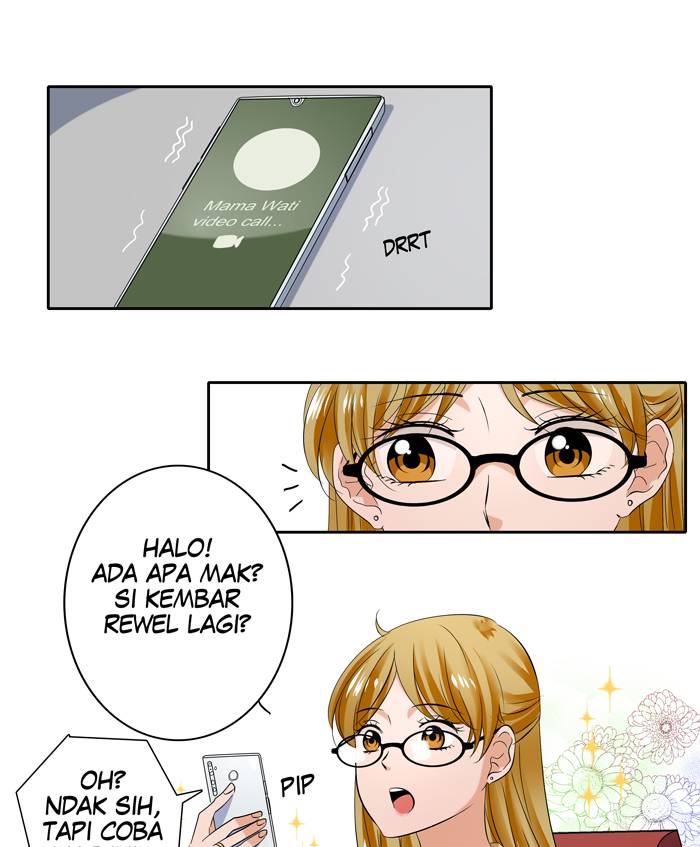 Mama Wati
video call...
DRRT
HALO!
ADA APA MAK?
SI KEMBAR
REWEL LAGI?
PIP
OH?
NDAK SIH,
TAPI COBA